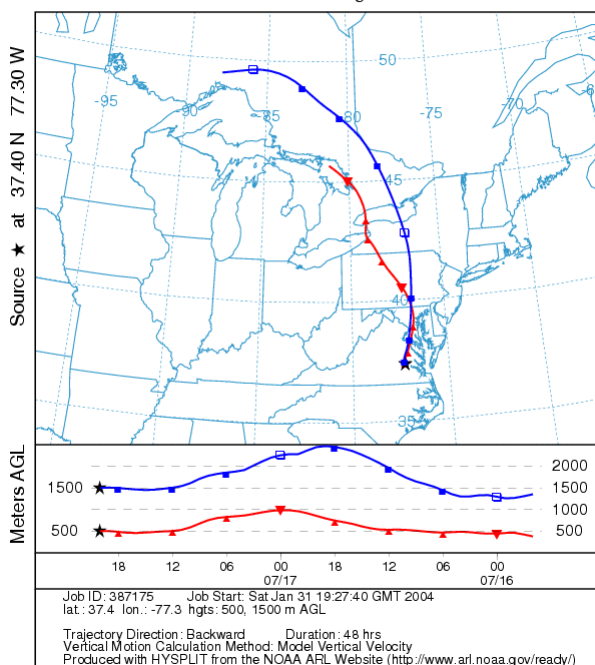 Source ★ at 37.40 N 77.30 W
50
-95
-90
-85
-80
-75
45
40
35
Meters AGL
1500
500
2000
1500
1000
500
18 12 06 00 18 12 06 00
07/17 07/16
Job ID: 387175 Job Start: Sat Jan 31 19:27:40 GMT 2004
lat.: 37.4 lon.: -77.3 hgts: 500, 1500 m AGL
Trajectory Direction: Backward Duration: 48 hrs
Vertical Motion Calculation Method: Model Vertical Velocity
Produced with HYSPLIT from the NOAA ARL Website (http://www.arl.noaa.gov/ready/)